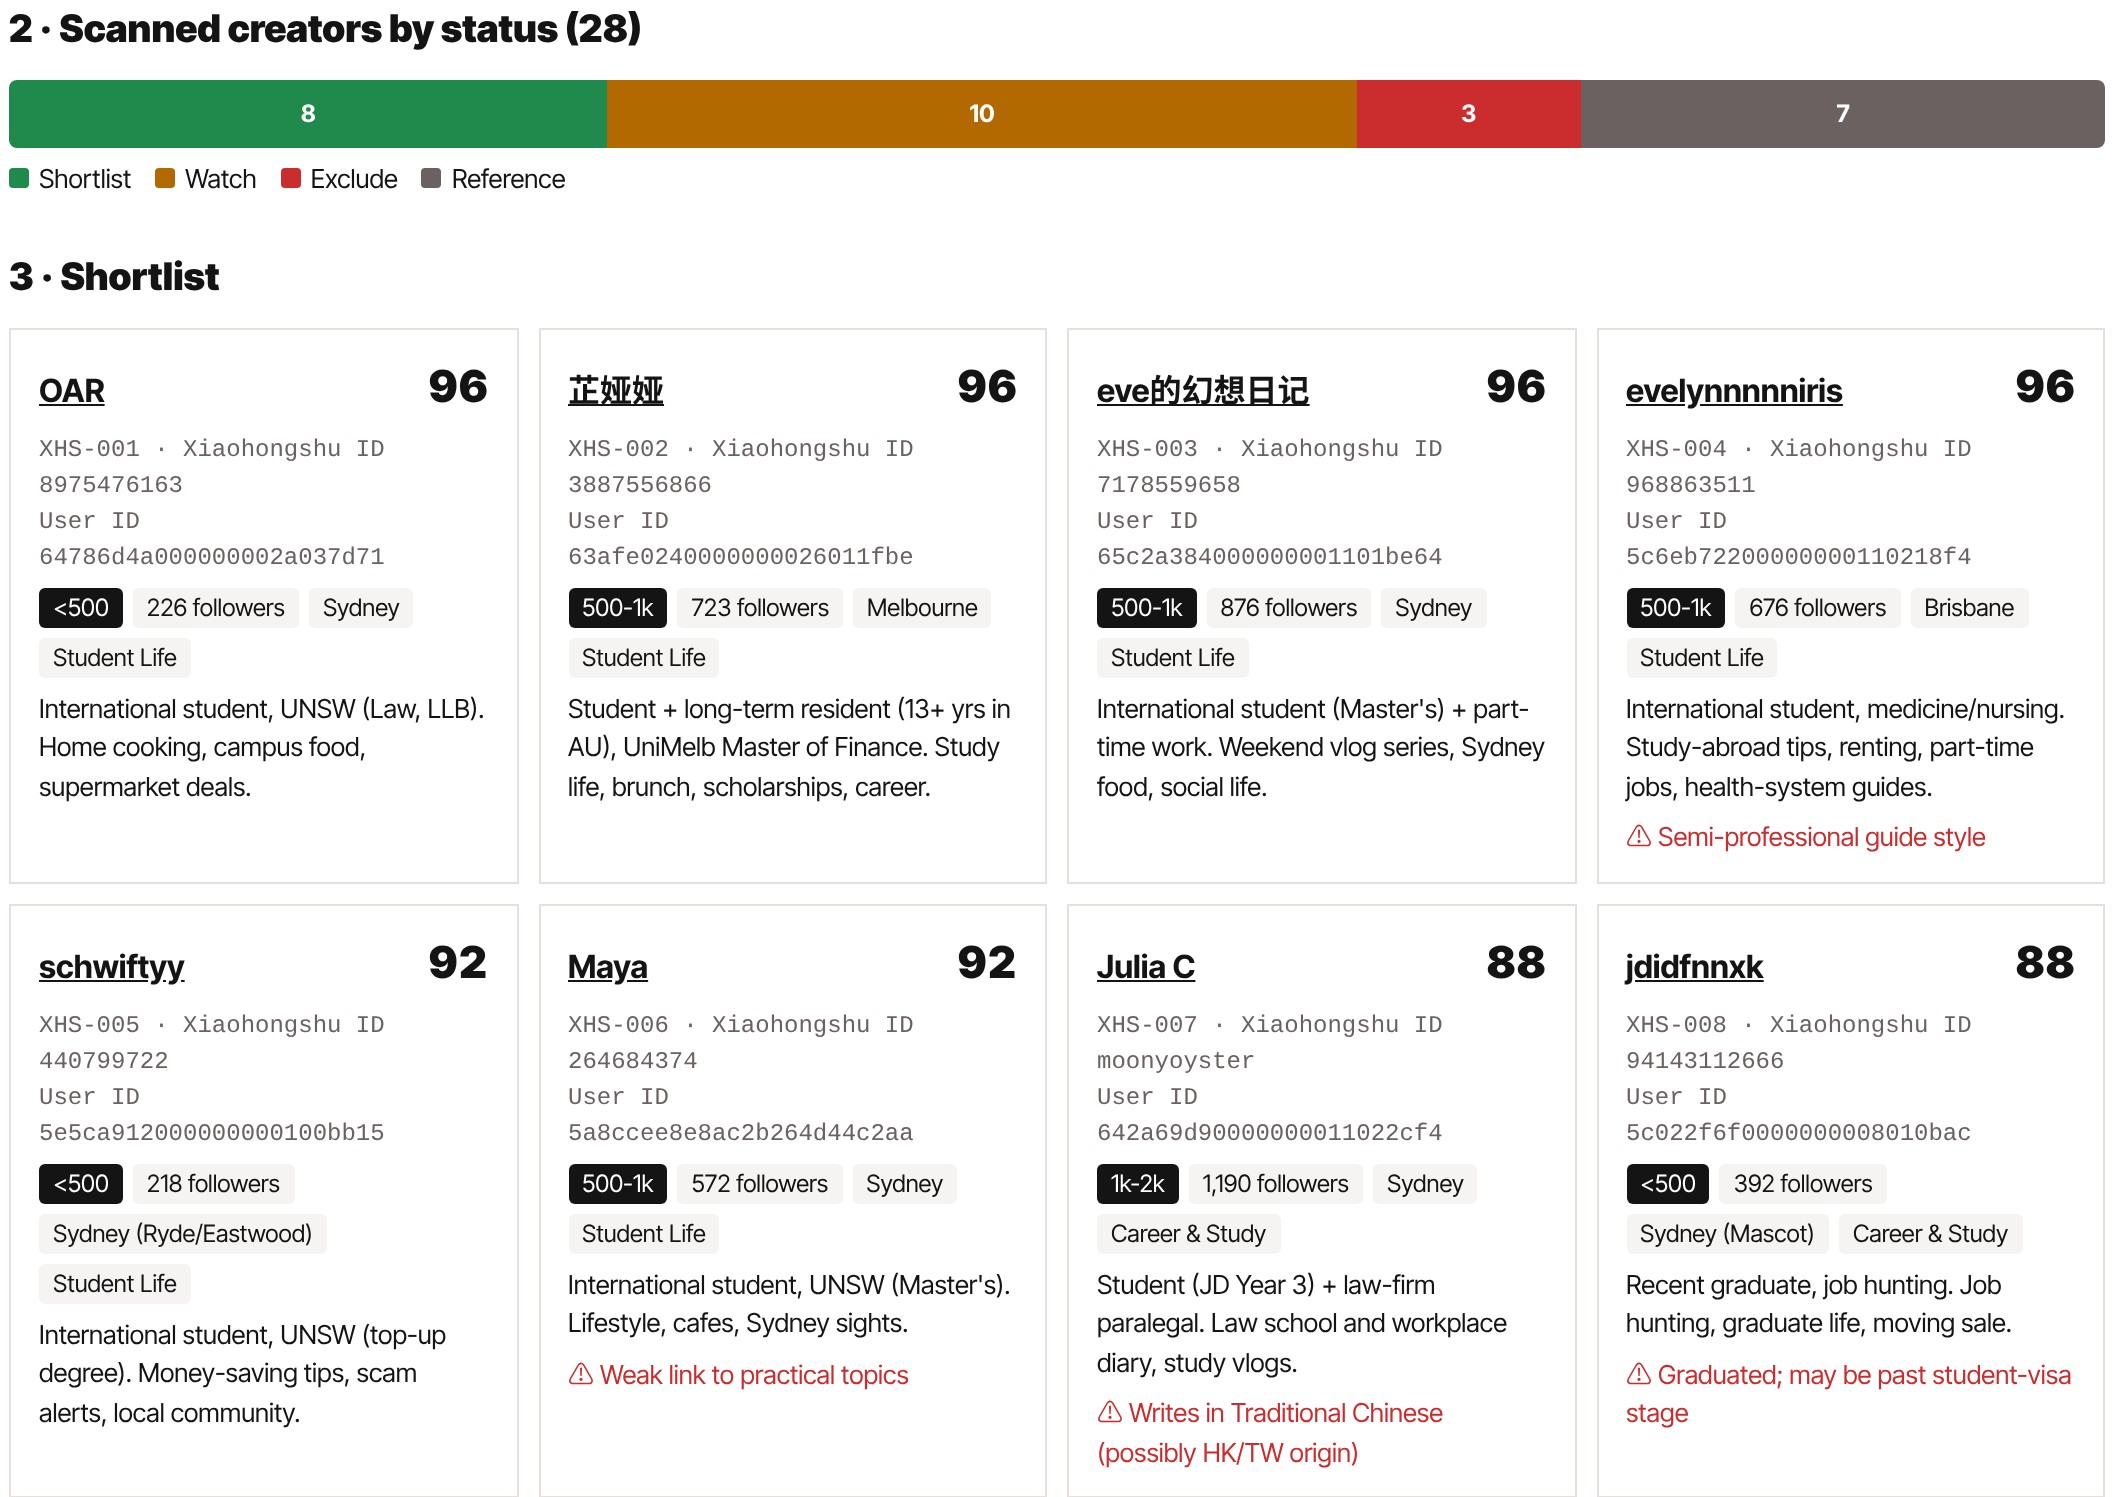 2 · Scanned creators by status (28)
8
10
3
7
Shortlist
Watch
Exclude
Reference
3 · Shortlist
OAR
96
XHS-001 · Xiaohongshu ID
8975476163
User ID
64786d4a000000002a037d71
<500
226 followers
Sydney
Student Life
International student, UNSW (Law, LLB).
Home cooking, campus food,
supermarket deals.
芷娅娅
96
XHS-002 · Xiaohongshu ID
3887556866
User ID
63afe0240000000026011fbe
500-1k
723 followers
Melbourne
Student Life
Student + long-term resident (13+ yrs in
AU), UniMelb Master of Finance. Study
life, brunch, scholarships, career.
eve的幻想日记
96
XHS-003 · Xiaohongshu ID
7178559658
User ID
65c2a384000000001101be64
500-1k
876 followers
Sydney
Student Life
International student (Master's) + part-
time work. Weekend vlog series, Sydney
food, social life.
evelynnnnniris
96
XHS-004 · Xiaohongshu ID
968863511
User ID
5c6eb72200000000110218f4
500-1k
676 followers
Brisbane
Student Life
International student, medicine/nursing.
Study-abroad tips, renting, part-time
jobs, health-system guides.
⚠ Semi-professional guide style
schwiftyy
92
XHS-005 · Xiaohongshu ID
440799722
User ID
5e5ca912000000000100bb15
<500
218 followers
Sydney (Ryde/Eastwood)
Student Life
International student, UNSW (top-up
degree). Money-saving tips, scam
alerts, local community.
Maya
92
XHS-006 · Xiaohongshu ID
264684374
User ID
5a8ccee8e8ac2b264d44c2aa
500-1k
572 followers
Sydney
Student Life
International student, UNSW (Master's).
Lifestyle, cafes, Sydney sights.
⚠ Weak link to practical topics
Julia C
88
XHS-007 · Xiaohongshu ID
moonyoyster
User ID
642a69d90000000011022cf4
1k-2k
1,190 followers
Sydney
Career & Study
Student (JD Year 3) + law-firm
paralegal. Law school and workplace
diary, study vlogs.
⚠ Writes in Traditional Chinese
(possibly HK/TW origin)
jdidfnnxk
88
XHS-008 · Xiaohongshu ID
94143112666
User ID
5c022f6f0000000008010bac
<500
392 followers
Sydney (Mascot)
Career & Study
Recent graduate, job hunting. Job
hunting, graduate life, moving sale.
⚠ Graduated; may be past student-visa
stage